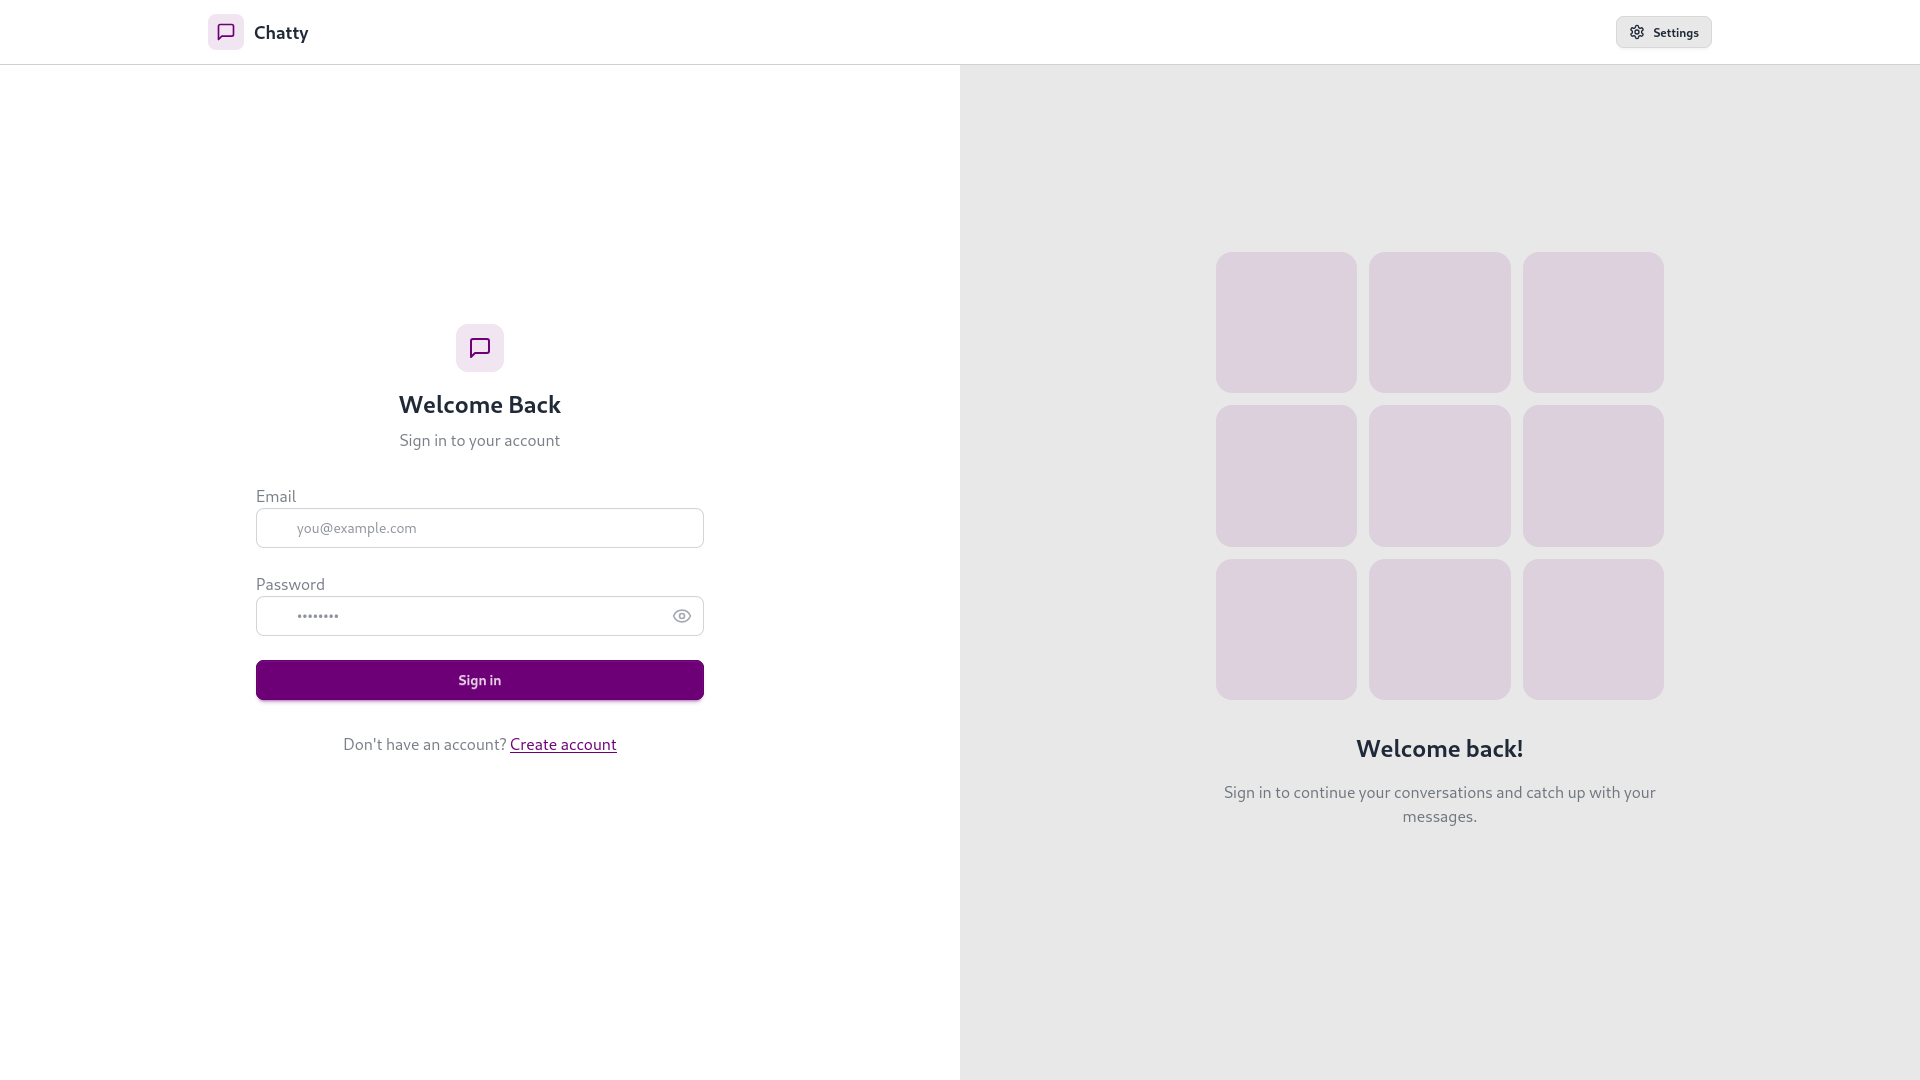 Chatty
Settings
Welcome Back
Sign in to your account
Email
you@example.com
Password
••••••••
Sign in
Don't have an account? Create account
Welcome back!
Sign in to continue your conversations and catch up with your
messages.